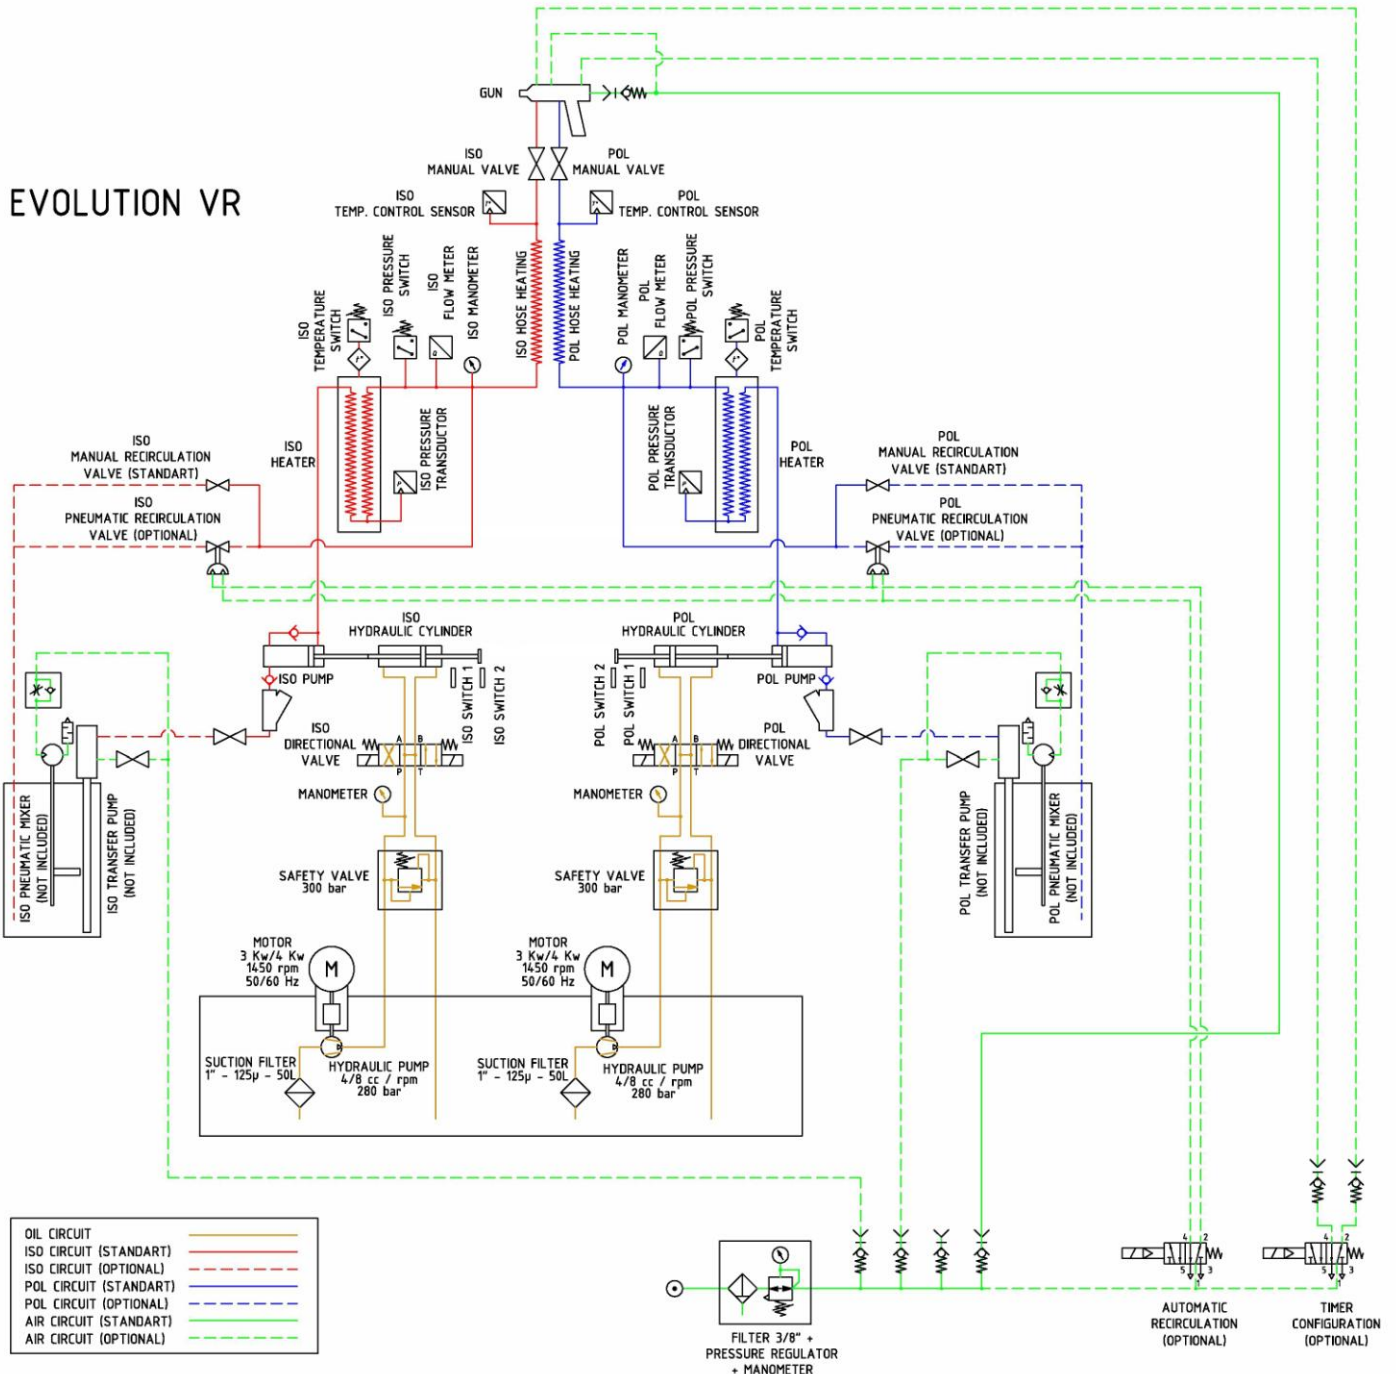 EVOLUTION VR
GUN
ISO
MANUAL VALVE
POL
MANUAL VALVE
ISO
TEMP. CONTROL SENSOR
POL
TEMP. CONTROL SENSOR
ISO
TEMPERATURE
SWITCH
ISO PRESSURE
SWITCH
ISO
FLOW METER
ISO MANOMETER
ISO HOSE HEATING
POL HOSE HEATING
POL MANOMETER
POL
FLOW METER
POL PRESSURE
SWITCH
POL
TEMPERATURE
SWITCH
ISO
HEATER
ISO PRESSURE
TRANSDUCTOR
POL PRESSURE
TRANSDUCTOR
POL
HEATER
ISO
MANUAL RECIRCULATION
VALVE (STANDART)
ISO
PNEUMATIC RECIRCULATION
VALVE (OPTIONAL)
POL
MANUAL RECIRCULATION
VALVE (STANDART)
POL
PNEUMATIC RECIRCULATION
VALVE (OPTIONAL)
ISO
HYDRAULIC CYLINDER
POL
HYDRAULIC CYLINDER
ISO PUMP
ISO SWITCH 1
ISO SWITCH 2
POL SWITCH 2
POL SWITCH 1
POL PUMP
ISO
DIRECTIONAL
VALVE
A B
P T
A B
P T
POL
DIRECTIONAL
VALVE
MANOMETER
MANOMETER
SAFETY VALVE
300 bar
SAFETY VALVE
300 bar
ISO PNEUMATIC MIXER
(NOT INCLUDED)
ISO TRANSFER PUMP
(NOT INCLUDED)
POL TRANSFER PUMP
(NOT INCLUDED)
POL PNEUMATIC MIXER
(NOT INCLUDED)
MOTOR
3 Kw/4 Kw
1450 rpm
50/60 Hz
M
MOTOR
3 Kw/4 Kw
1450 rpm
50/60 Hz
M
SUCTION FILTER
1" - 125µ - 50L
HYDRAULIC PUMP
4/8 cc / rpm
280 bar
SUCTION FILTER
1" - 125µ - 50L
HYDRAULIC PUMP
4/8 cc / rpm
280 bar
OIL CIRCUIT
ISO CIRCUIT (STANDART)
ISO CIRCUIT (OPTIONAL)
POL CIRCUIT (STANDART)
POL CIRCUIT (OPTIONAL)
AIR CIRCUIT (STANDART)
AIR CIRCUIT (OPTIONAL)
FILTER 3/8" +
PRESSURE REGULATOR
+ MANOMETER
4 2
5 1 3
AUTOMATIC
RECIRCULATION
(OPTIONAL)
4 2
5 1 3
TIMER
CONFIGURATION
(OPTIONAL)